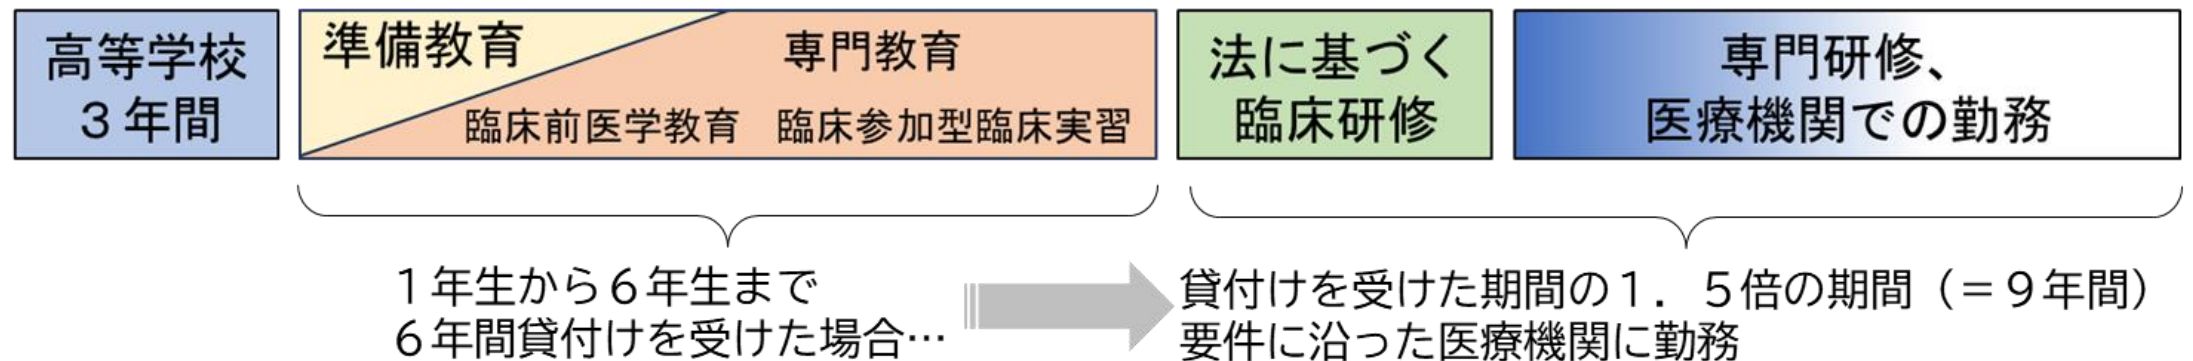 高等学校
３年間
準備教育
専門教育
臨床前医学教育　臨床参加型臨床実習
法に基づく
臨床研修
専門研修、
医療機関での勤務
１年生から６年生まで
６年間貸付けを受けた場合…
貸付けを受けた期間の１．５倍の期間（＝９年間）
要件に沿った医療機関に勤務